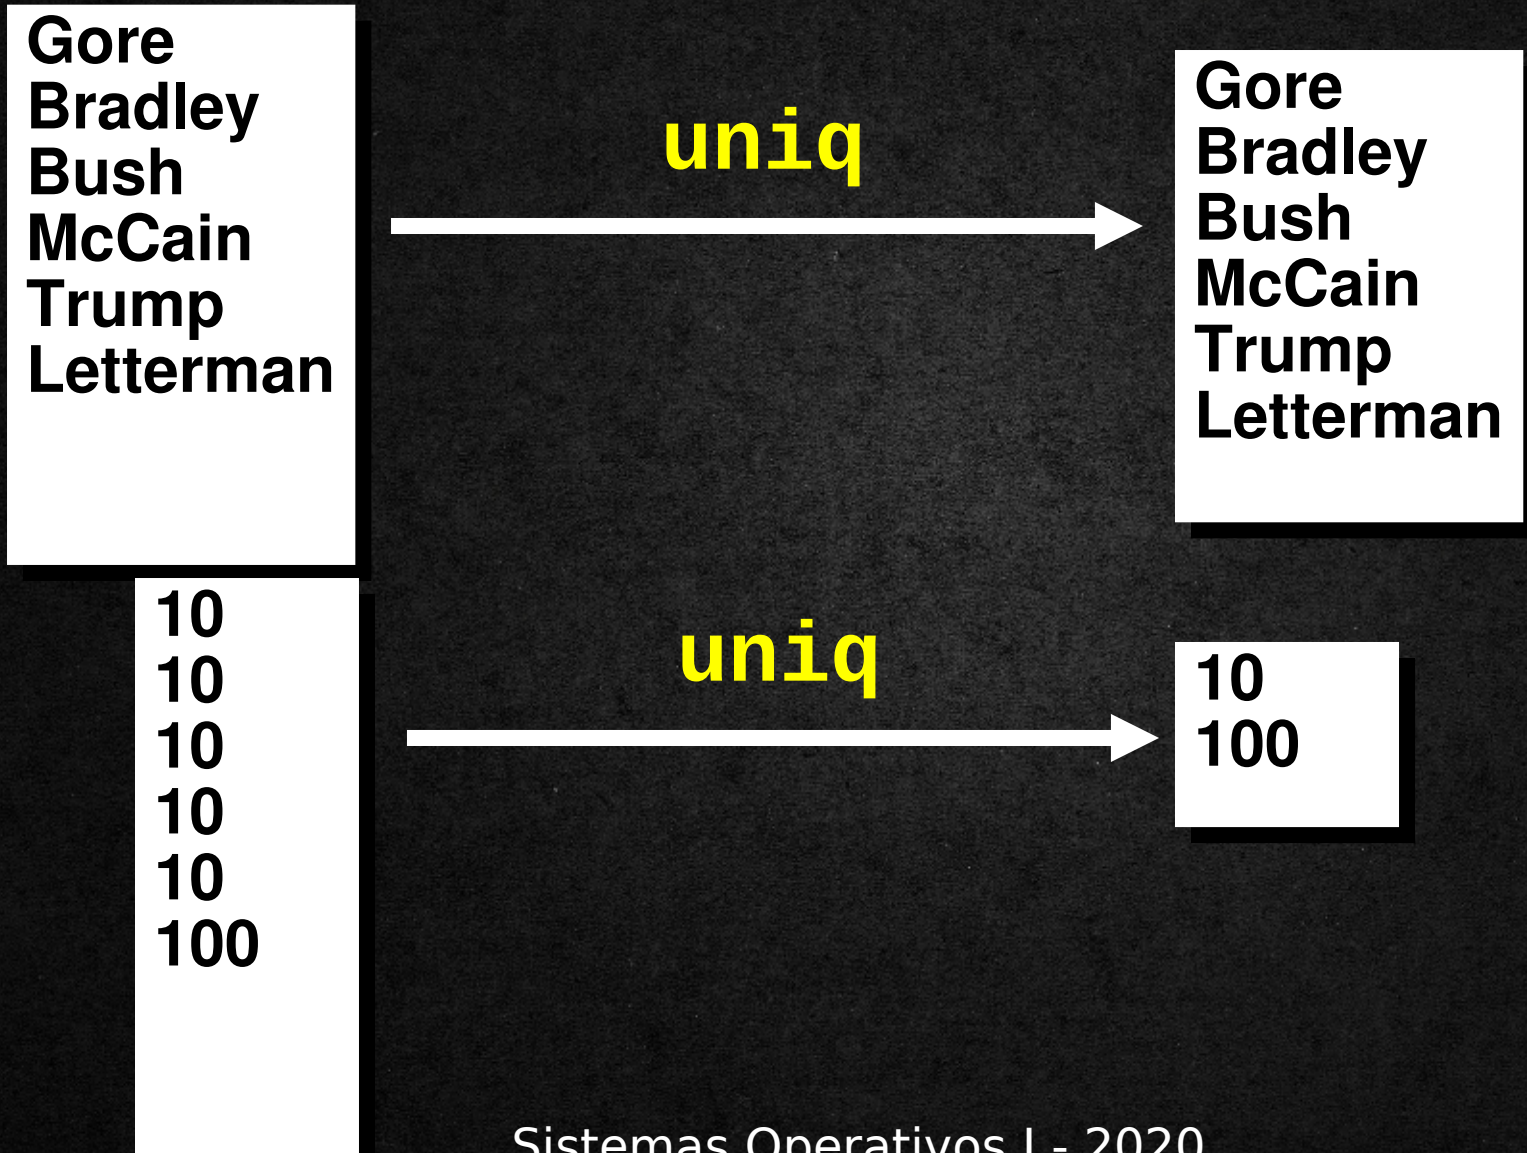 Gore
Bradley
Bush
McCain
Trump
Letterman
uniq
Gore
Bradley
Bush
McCain
Trump
Letterman
10
10
10
10
10
100
uniq
10
100
Sistemas Operativos I - 2020